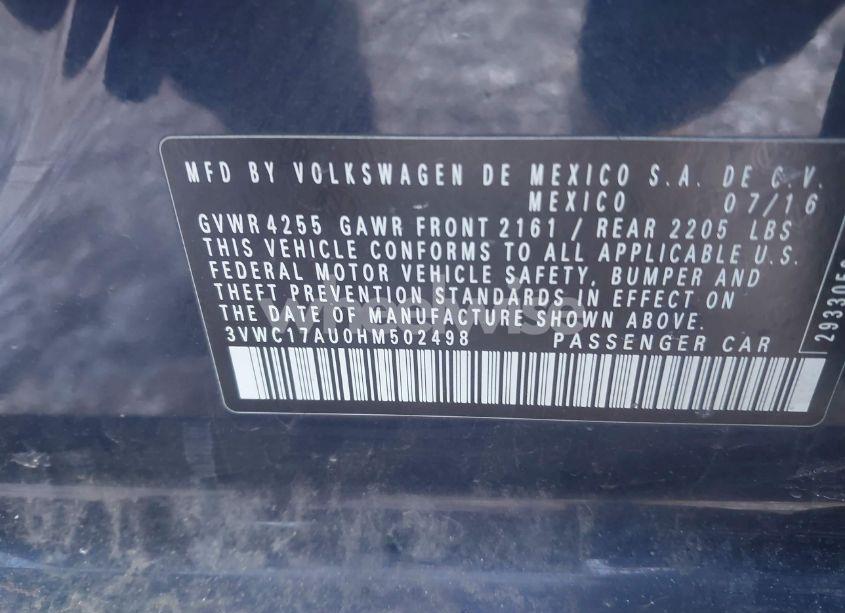 MFD BY VOLKSWAGEN DE MEXICO S.A. DE C.V.
MEXICO 07/16
GVWR 4255 GAWR FRONT 2161 / REAR 2205 LBS
THIS VEHICLE CONFORMS TO ALL APPLICABLE U.S.
FEDERAL MOTOR VEHICLE SAFETY, BUMPER AND
THEFT PREVENTION STANDARDS IN EFFECT ON
THE DATE OF MANUFACTURE SHOWN ABOVE.
3VWC17AU0HM502498 PASSENGER CAR
wheelwise